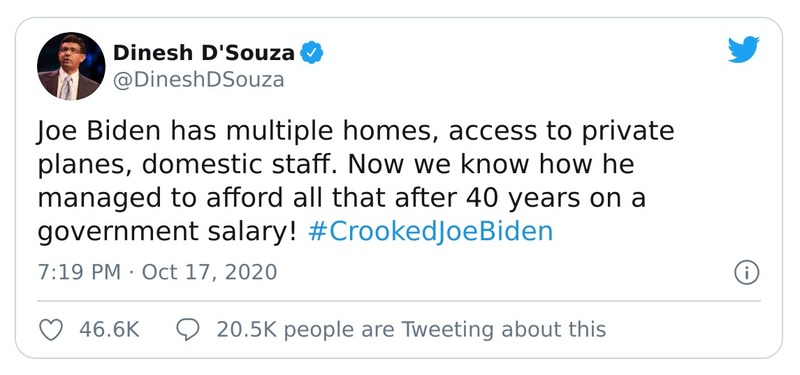 Dinesh D'Souza
@DineshDSouza
Joe Biden has multiple homes, access to private
planes, domestic staff. Now we know how he
managed to afford all that after 40 years on a
government salary! #CrookedJoeBiden
7:19 PM · Oct 17, 2020
46.6K 20.5K people are Tweeting about this